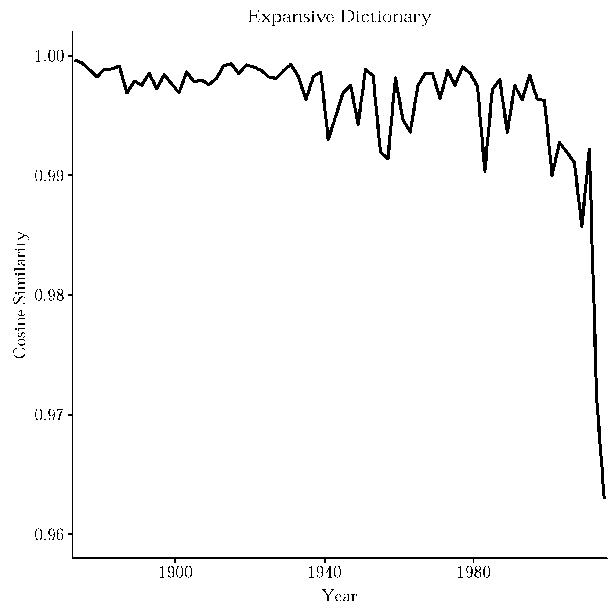 Expansive Dictionary
1.00
0.99
0.98
0.97
0.96
Cosine Similarity
1900 1940 1980
Year